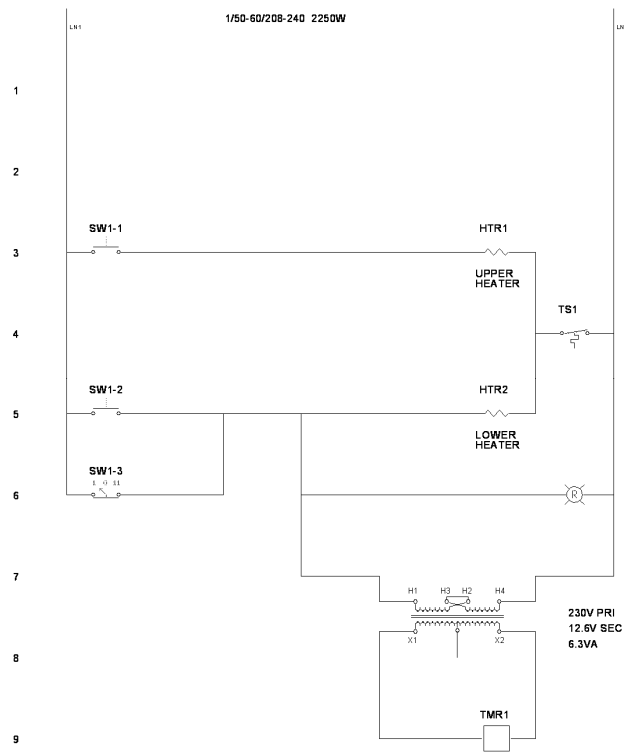 1/50-60/208-240 2250W
LN1
LN
1
2
SW1-1
HTR1
3
UPPER
HEATER
TS1
4
SW1-2
HTR2
5
LOWER
HEATER
SW1-3
1 0 11
6
R
7
H1 H3 H2 H4
230V PRI
12.6V SEC
6.3VA
X1 X2
8
TMR1
9